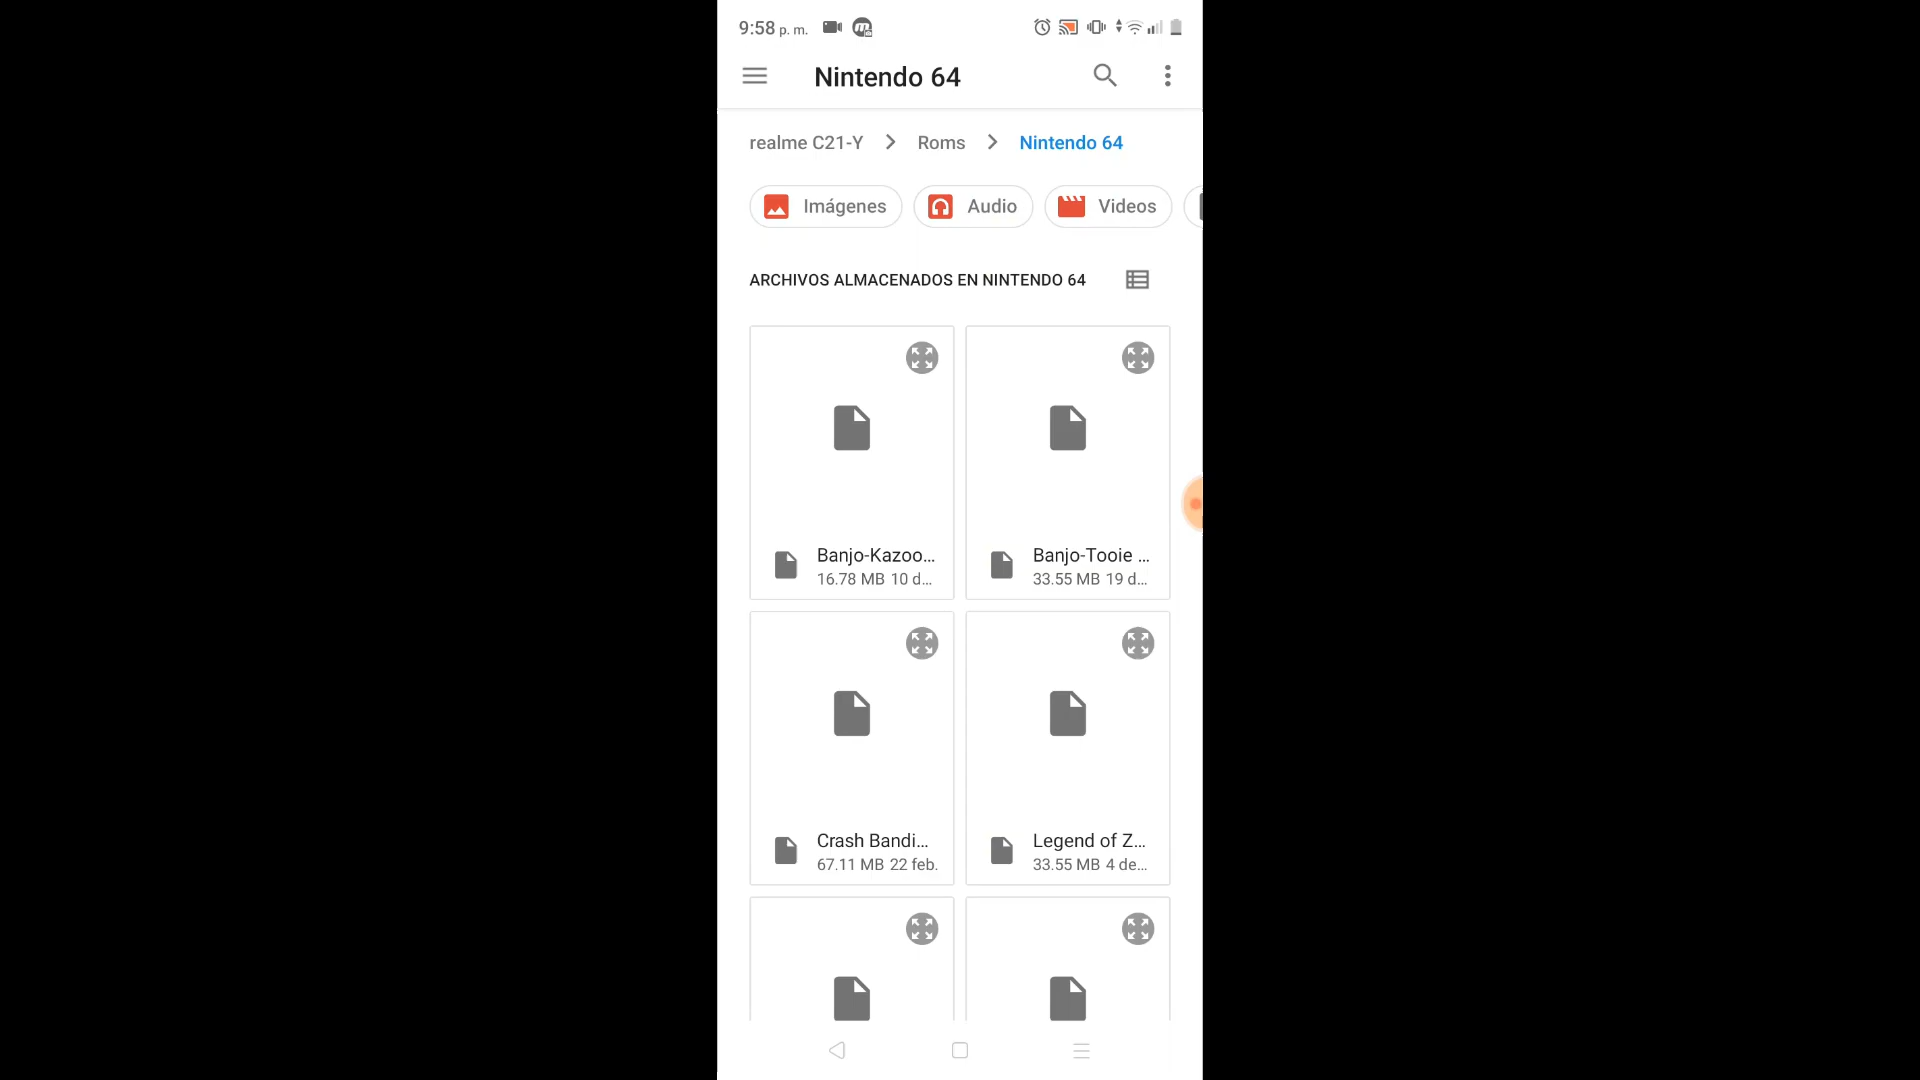 9:58 p. m.
Nintendo 64
realme C21-Y > Roms > Nintendo 64
Imágenes Audio Videos
ARCHIVOS ALMACENADOS EN NINTENDO 64
Banjo-Kazoo... Banjo-Tooie ...
16.78 MB 10 d... 33.55 MB 19 d...
Crash Bandi... Legend of Z...
67.11 MB 22 feb. 33.55 MB 4 de...